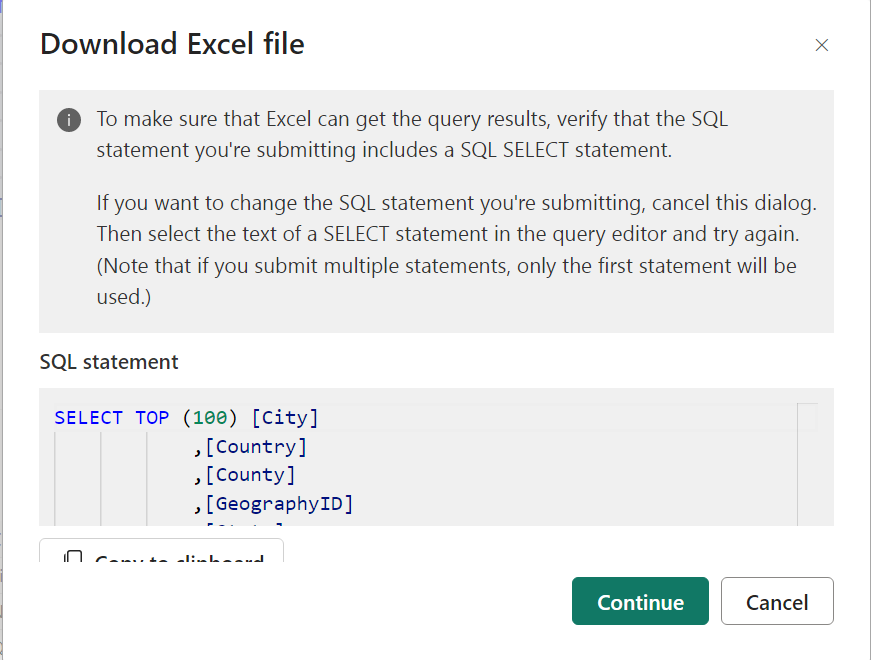 Download Excel file
To make sure that Excel can get the query results, verify that the SQL
statement you're submitting includes a SQL SELECT statement.
If you want to change the SQL statement you're submitting, cancel this dialog.
Then select the text of a SELECT statement in the query editor and try again.
(Note that if you submit multiple statements, only the first statement will be
used.)
SQL statement
SELECT TOP (100) [City]
,[Country]
,[County]
,[GeographyID]
Copy to clipboard
Continue
Cancel